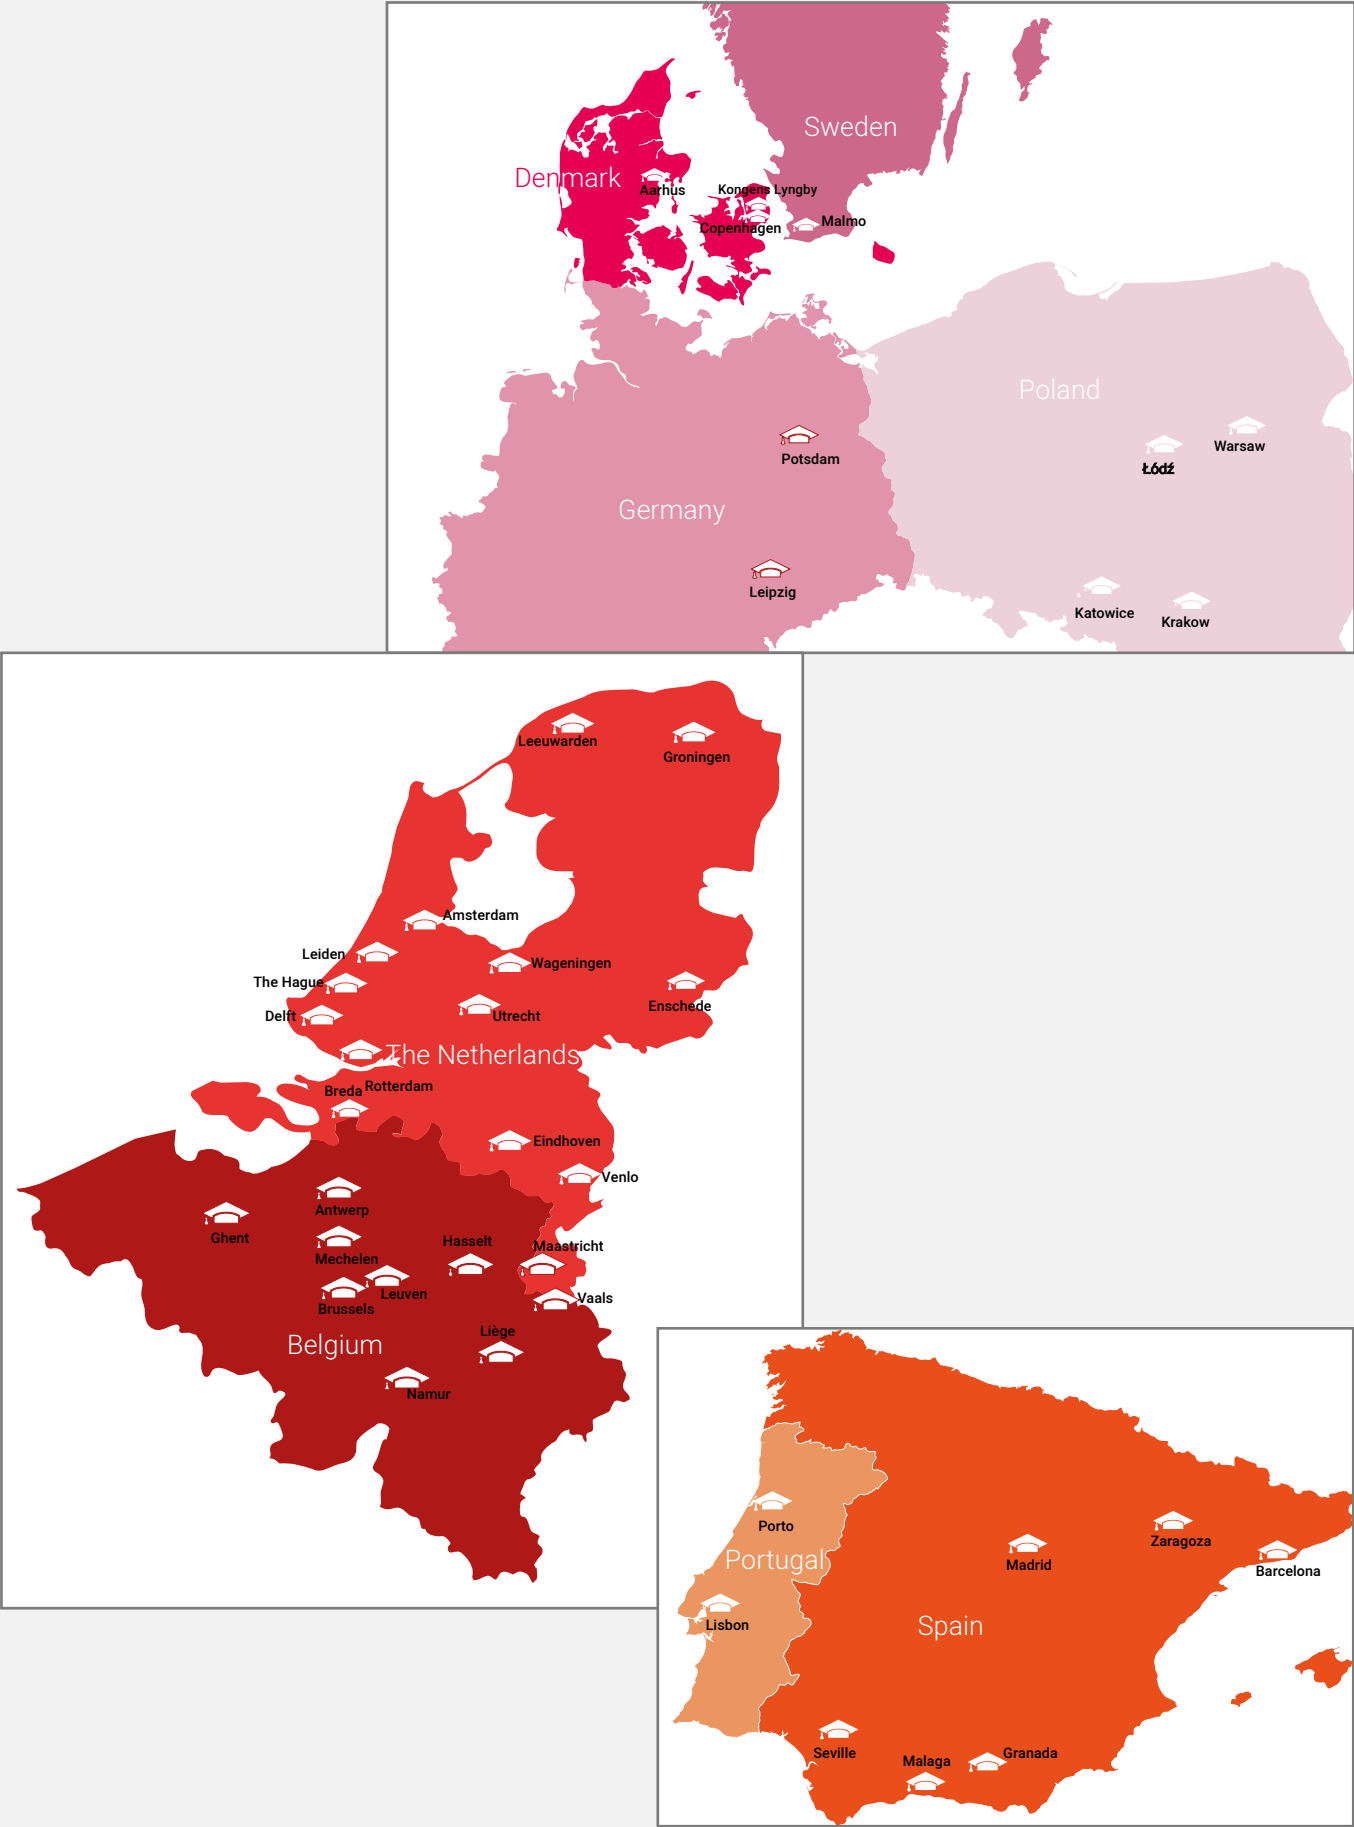 Sweden
Denmark
Aarhus
Kongens Lyngby
Copenhagen
Malmo
Poland
Warsaw
Łódź
Potsdam
Germany
Leipzig
Katowice
Krakow
Leeuwarden
Groningen
Amsterdam
Leiden
Wageningen
The Hague
Enschede
Delft
Utrecht
The Netherlands
Rotterdam
Breda
Eindhoven
Venlo
Antwerp
Ghent
Hasselt
Maastricht
Mechelen
Leuven
Vaals
Brussels
Liège
Belgium
Namur
Porto
Zaragoza
Portugal
Madrid
Barcelona
Lisbon
Spain
Seville
Malaga
Granada